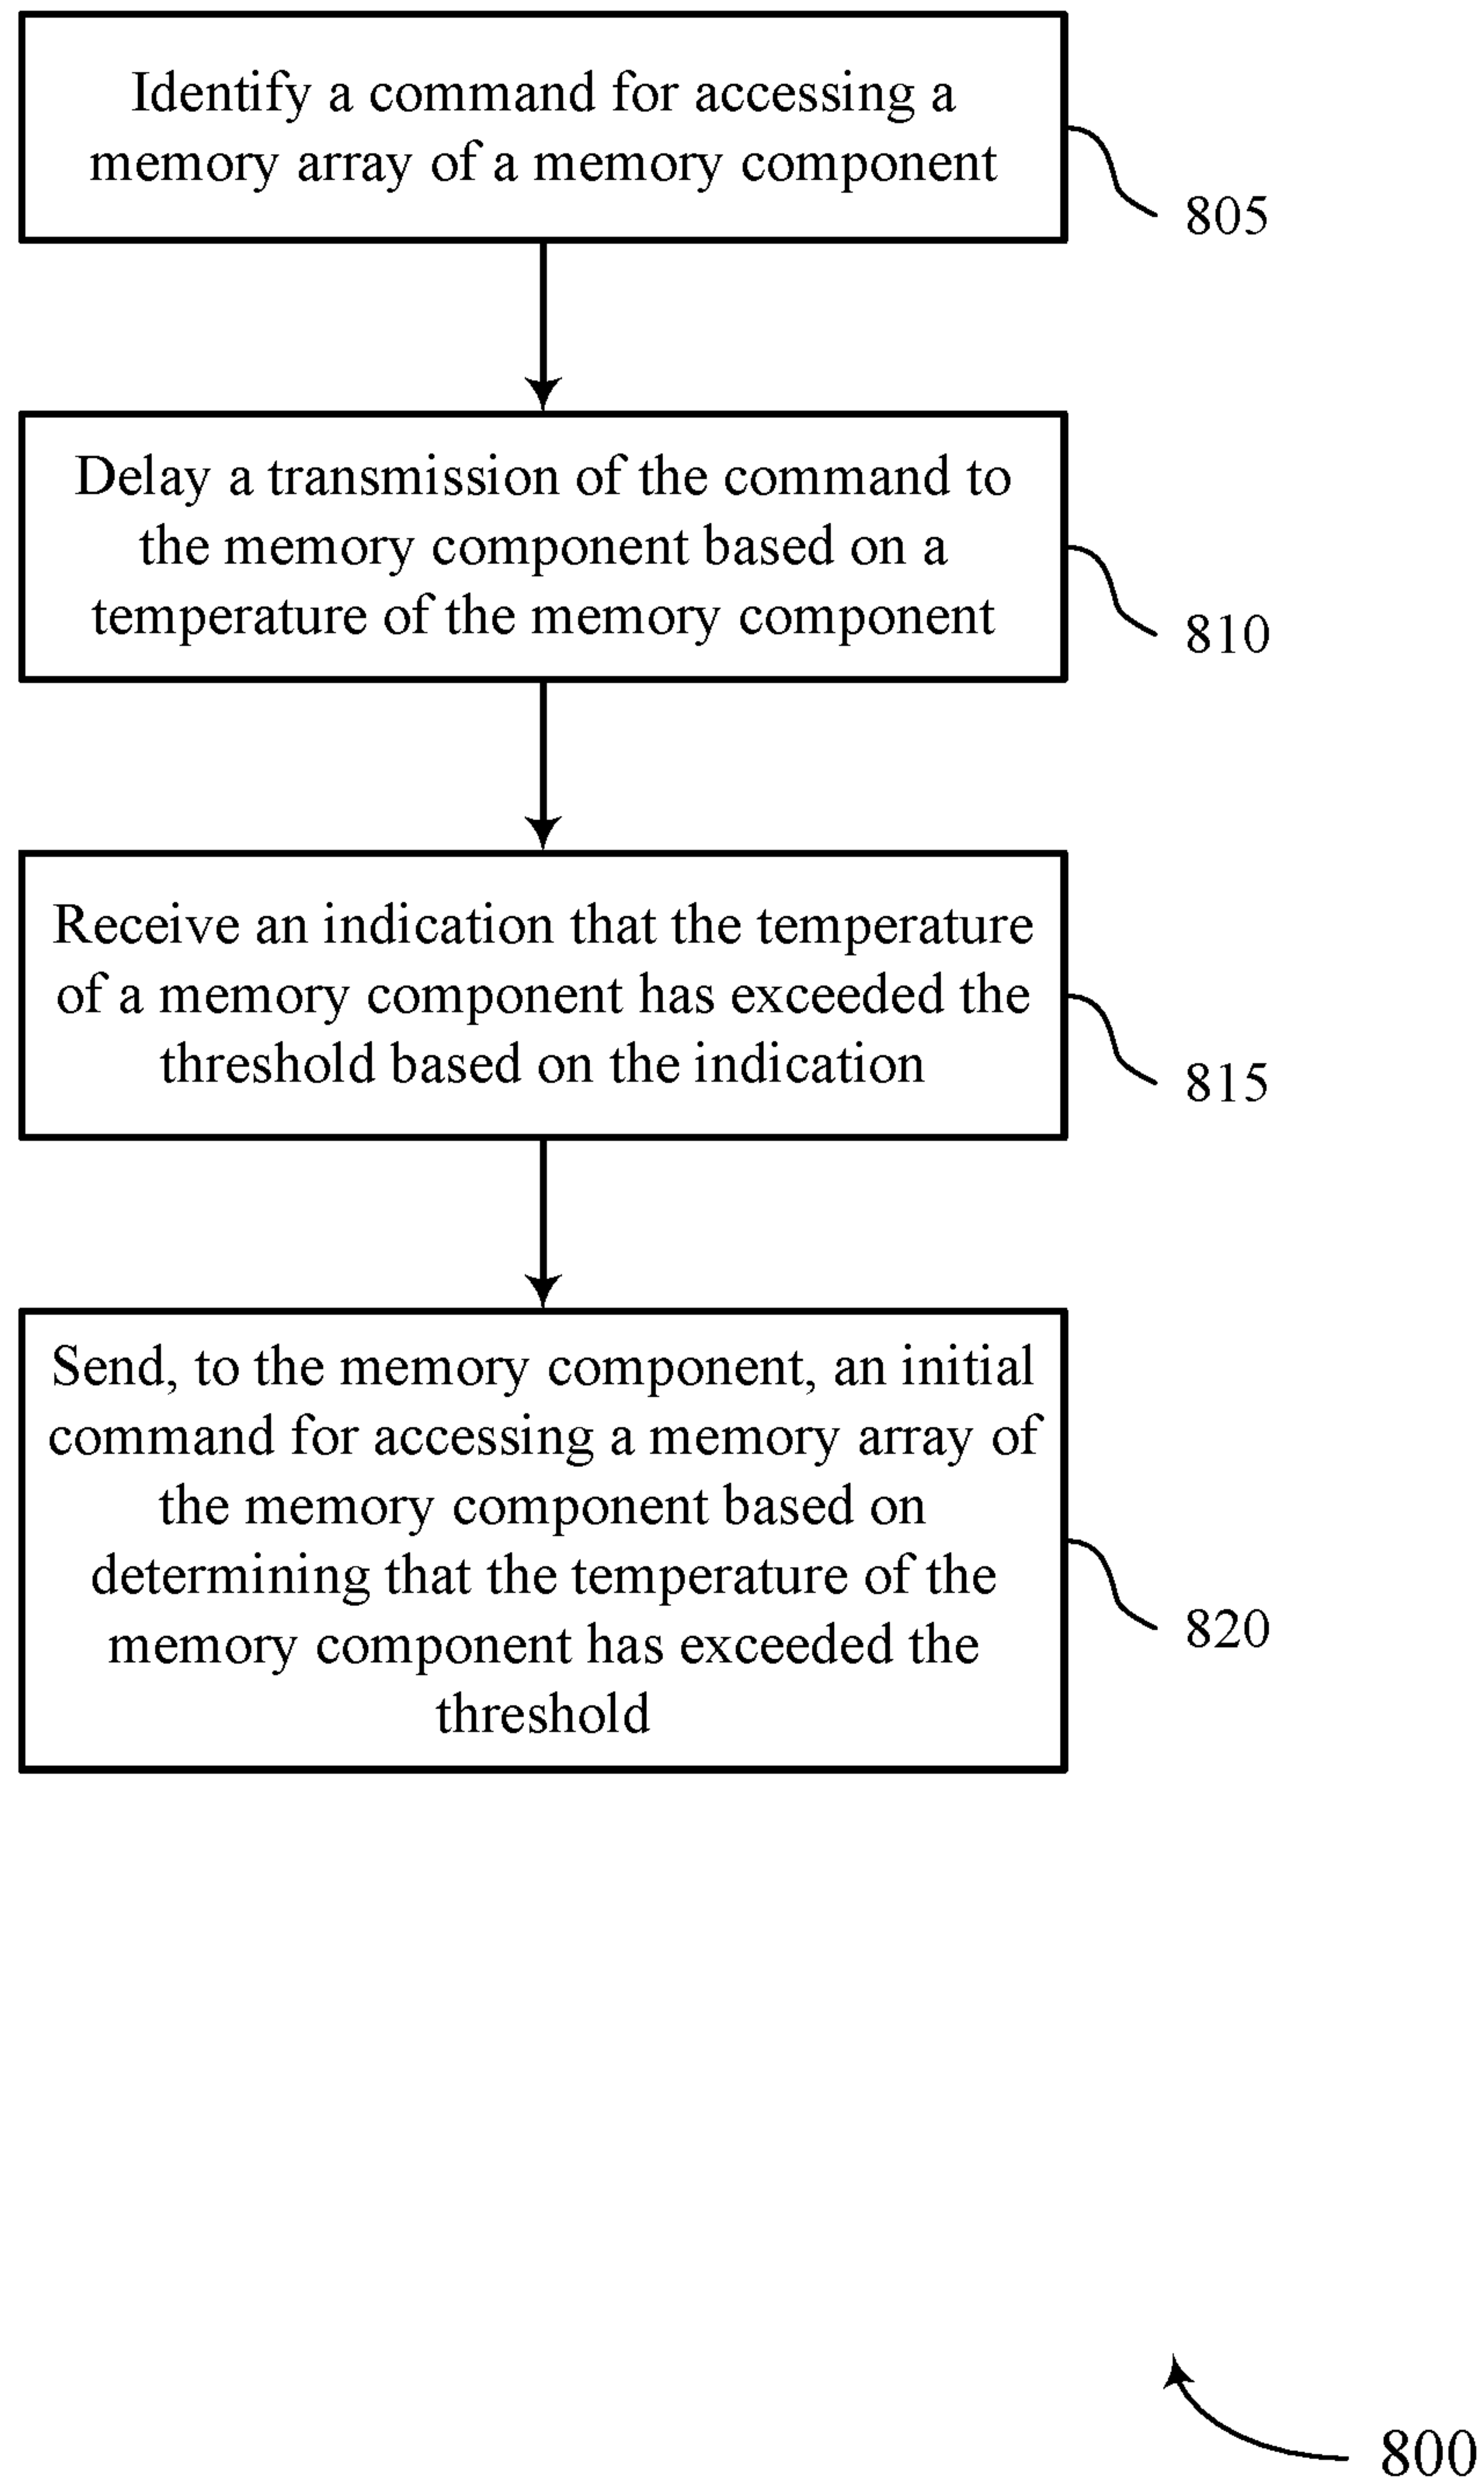 Identify a command for accessing a
memory array of a memory component
805
Delay a transmission of the command to
the memory component based on a
temperature of the memory component
810
Receive an indication that the temperature
of a memory component has exceeded the
threshold based on the indication
815
Send, to the memory component, an initial
command for accessing a memory array of
the memory component based on
determining that the temperature of the
memory component has exceeded the
threshold
820
800